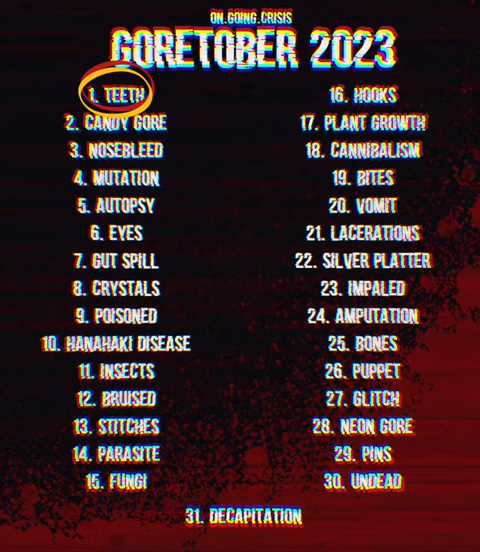 ON.GOING.CRISIS
GORETOBER 2023
1. TEETH
2. CANDY GORE
3. NOSEBLEED
4. MUTATION
5. AUTOPSY
6. EYES
7. GUT SPILL
8. CRYSTALS
9. POISONED
10. HANAHAKI DISEASE
11. INSECTS
12. BRUISED
13. STITCHES
14. PARASITE
15. FUNGI
16. HOOKS
17. PLANT GROWTH
18. CANNIBALISM
19. BITES
20. VOMIT
21. LACERATIONS
22. SILVER PLATTER
23. IMPALED
24. AMPUTATION
25. BONES
26. PUPPET
27. GLITCH
28. NEON GORE
29. PINS
30. UNDEAD
31. DECAPITATION